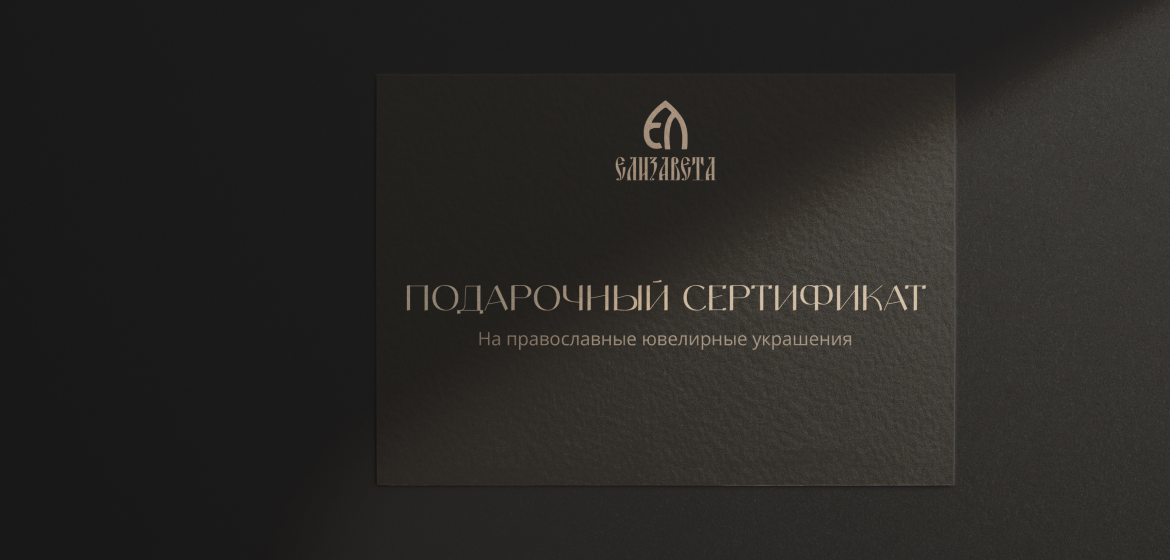 ЕЛ
ЕЛИЗАВЕТА
ПОДАРОЧНЫЙ СЕРТИФИКАТ
На православные ювелирные украшения